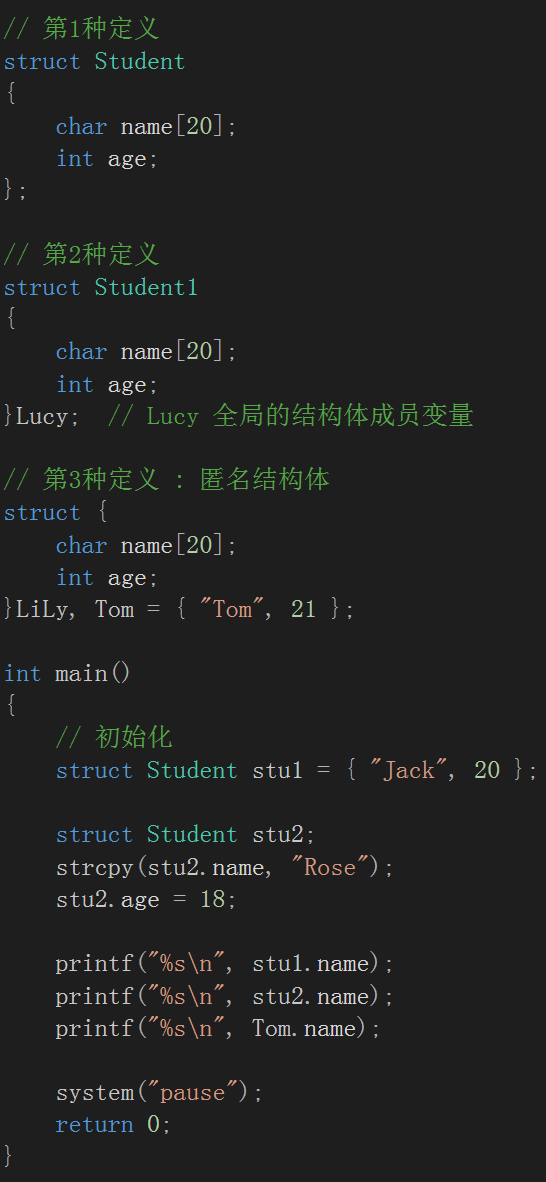 // 第1种定义
struct Student
{
    char name[20];
    int age;
};

// 第2种定义
struct Student1
{
    char name[20];
    int age;
}Lucy;  // Lucy 全局的结构体成员变量

// 第3种定义 : 匿名结构体
struct {
    char name[20];
    int age;
}LiLy, Tom = { "Tom", 21 };

int main()
{
    // 初始化
    struct Student stu1 = { "Jack", 20 };

    struct Student stu2;
    strcpy(stu2.name, "Rose");
    stu2.age = 18;

    printf("%s\n", stu1.name);
    printf("%s\n", stu2.name);
    printf("%s\n", Tom.name);

    system("pause");
    return 0;
}